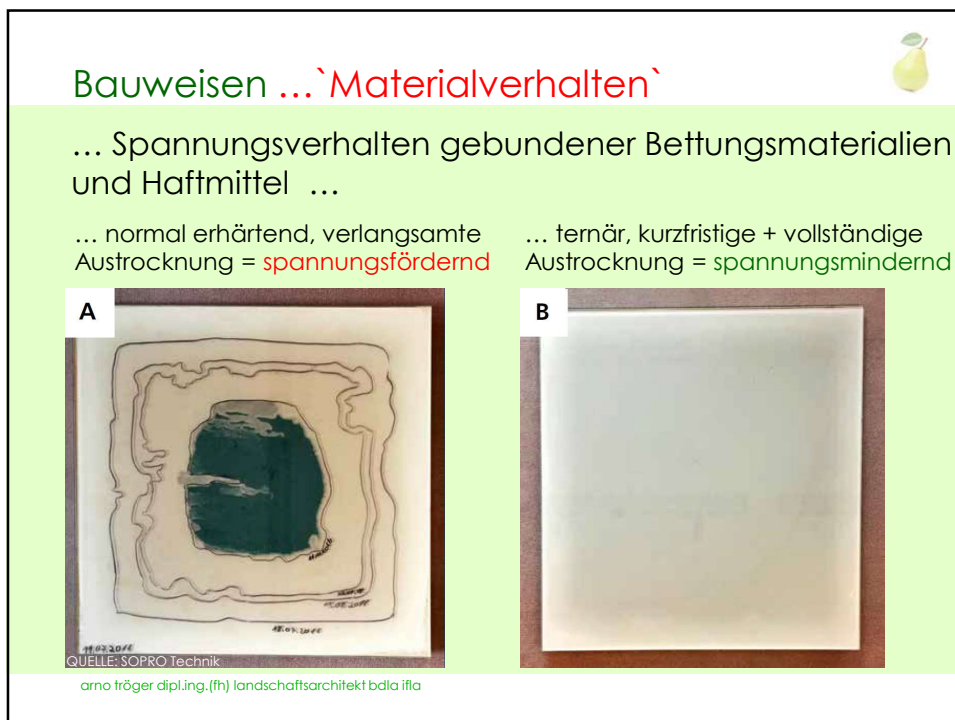 Bauweisen …`Materialverhalten`
… Spannungsverhalten gebundener Bettungsmaterialien
und Haftmittel …
… normal erhärtend, verlangsamte
Austrocknung = spannungsfördernd
… ternär, kurzfristige + vollständige
Austrocknung = spannungsmindernd
A
B
QUELLE: SOPRO Technik
arno tröger dipl.ing.(fh) landschaftsarchitekt bdla ifla